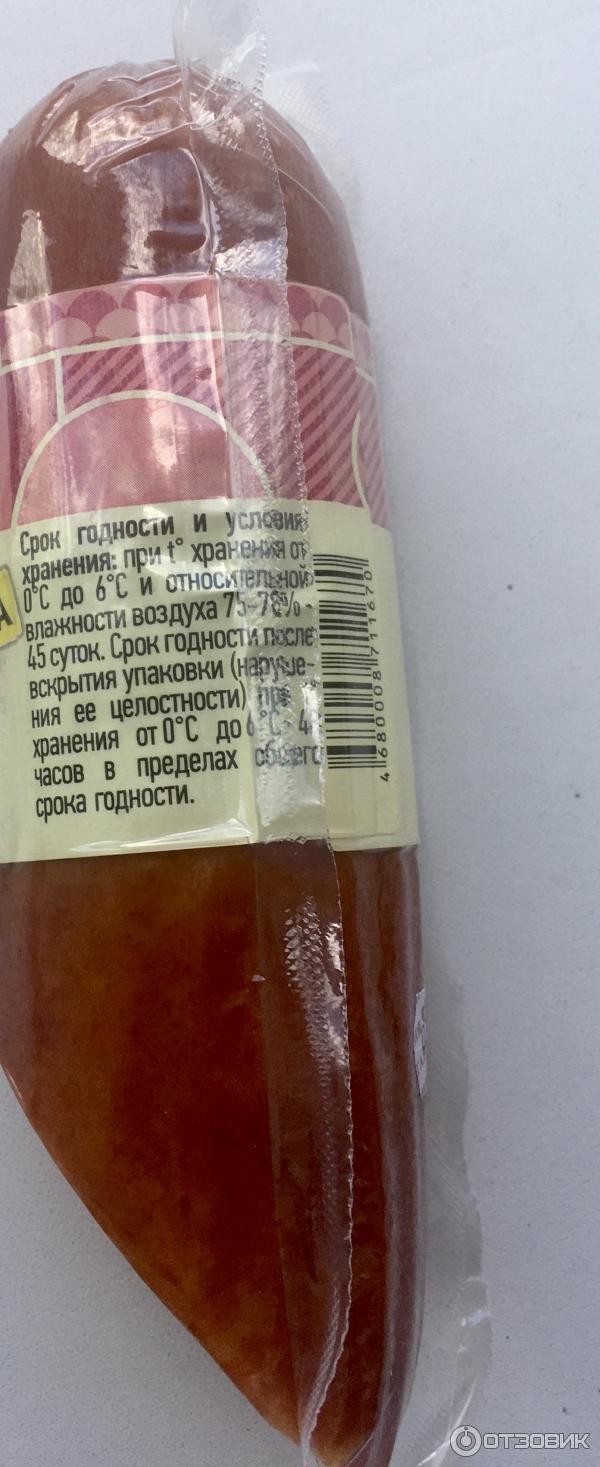 Срок годности и условия
хранения: при t° хранения от
0°C до 6°C и относительной
влажности воздуха 75-78% -
45 суток. Срок годности после
вскрытия упаковки (наруше-
ния ее целостности) при
хранения от 0°C до 6°C -
часов в пределах общего
срока годности.
4680008711670
ОТЗОВИК